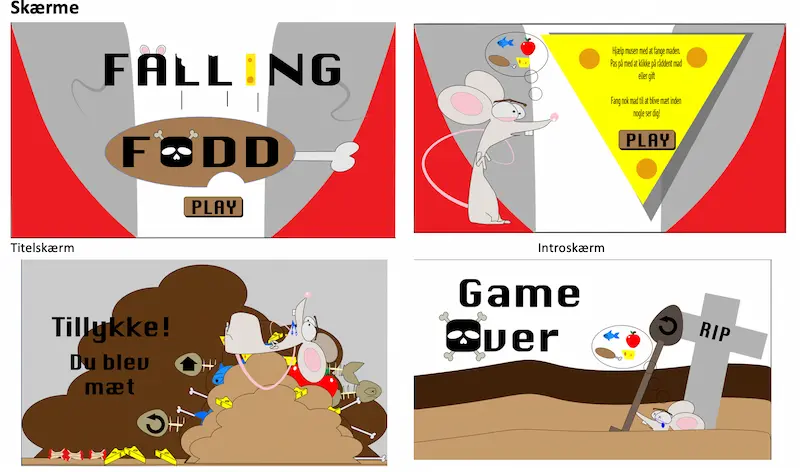 Skærme
FALLING
FOOD
PLAY
Hjælp musen med at fange maden.
Pas på med at klikke på råddent mad
eller gift
Fang nok mad til at blive mæt inden
nogle ser dig!
PLAY
Titelskærm
Introskærm
Tillykke!
Du blev
mæt
Game
Over
RIP